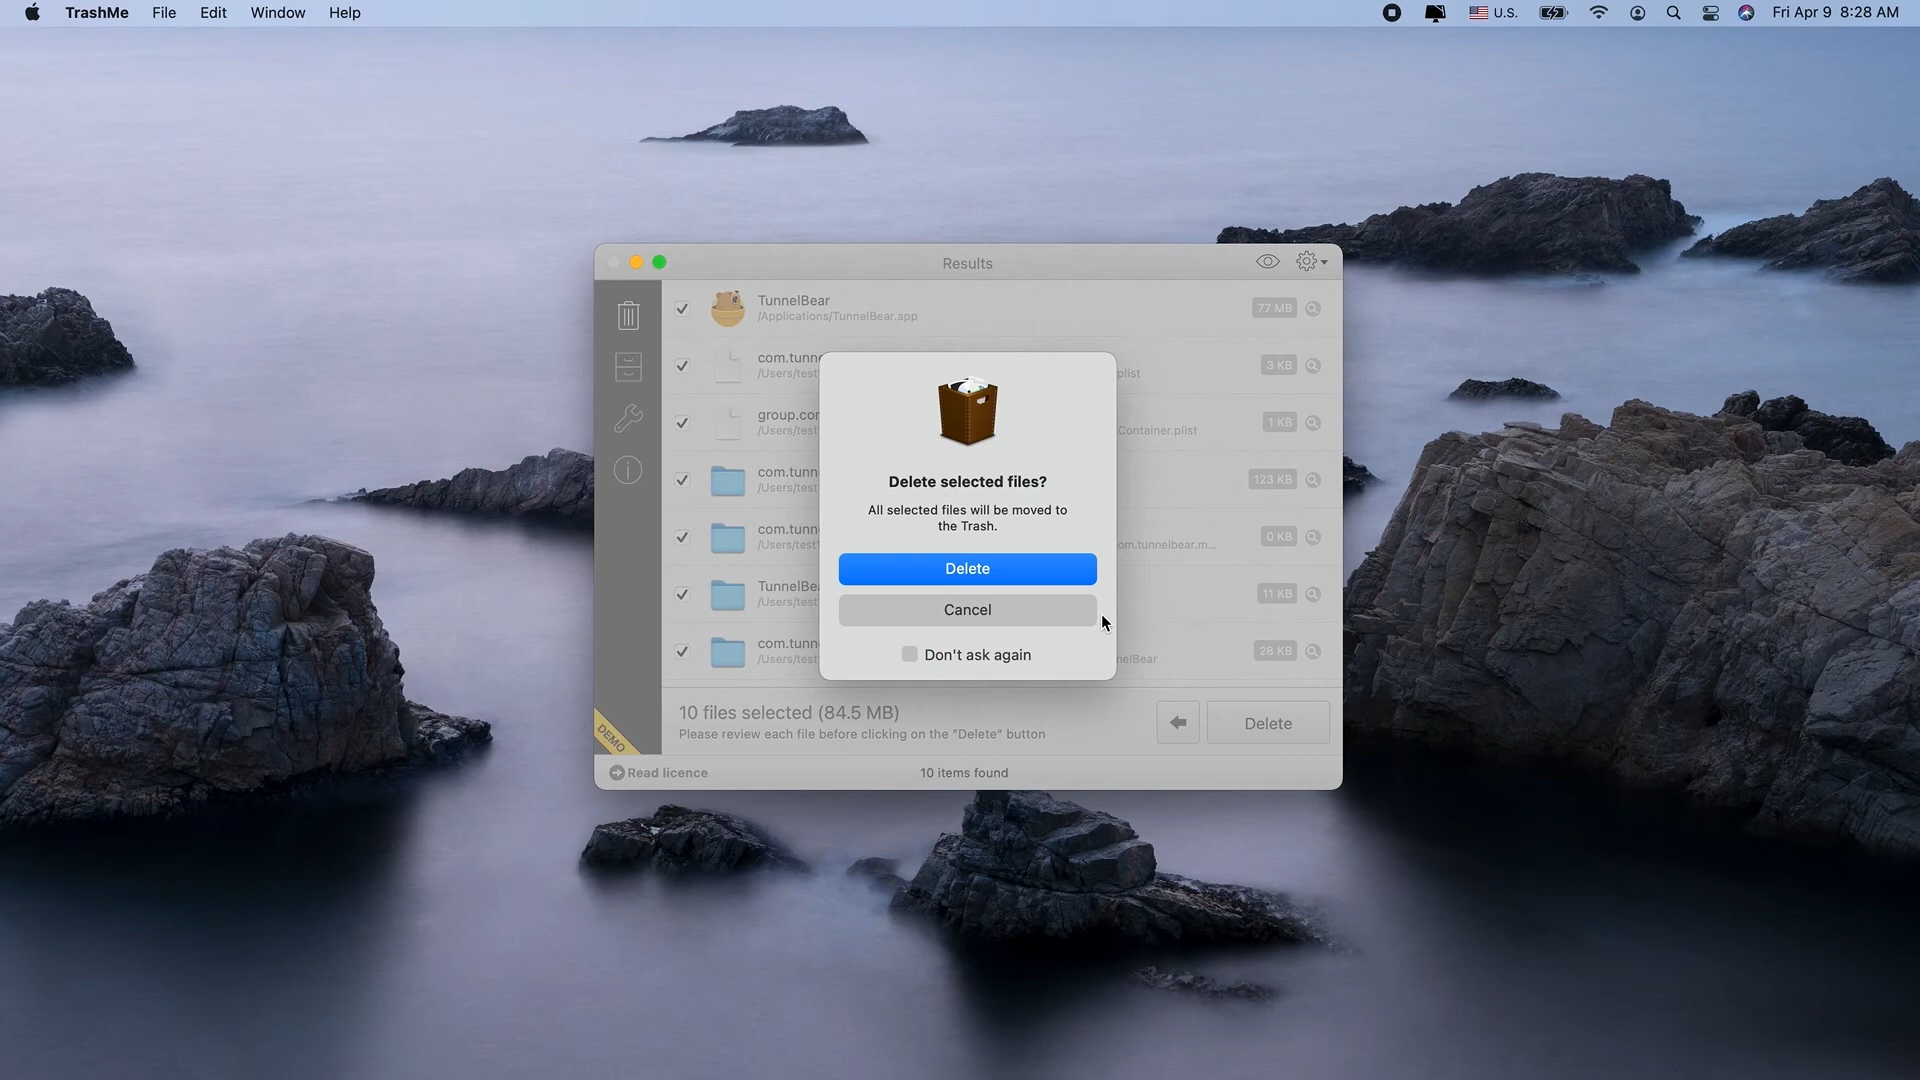 TrashMe File Edit Window Help
U.S. Fri Apr 9 8:28 AM
Results
TunnelBear 77 MB
/Applications/TunnelBear.app
com.tunne 3 KB
/Users/test plist
group.com 1 KB
/Users/test Container.plist
com.tunn 123 KB
/Users/test
com.tunn 0 KB
/Users/test om.tunnelbear.m...
TunnelBea 11 KB
/Users/test
com.tunn 28 KB
/Users/test nelBear
Delete selected files?
All selected files will be moved to
the Trash.
Delete
Cancel
Don't ask again
10 files selected (84.5 MB)
Please review each file before clicking on the "Delete" button
Delete
DEMO
Read licence
10 items found